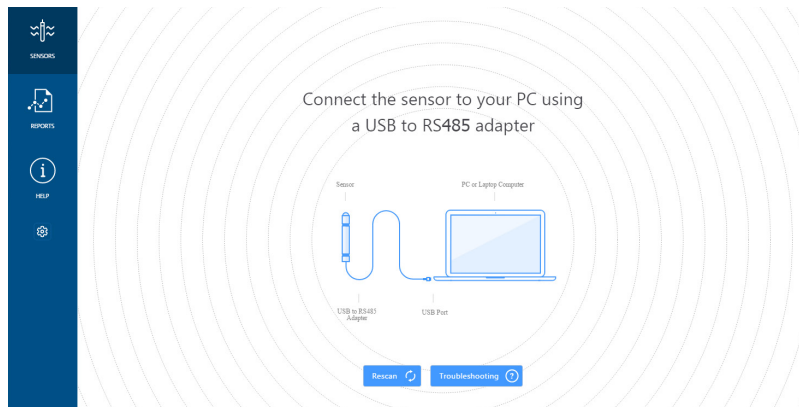 SENSORS
REPORTS
HELP
Connect the sensor to your PC using
a USB to RS485 adapter
Sensor
PC or Laptop Computer
USB to RS485
Adapter
USB Port
Rescan
Troubleshooting ?